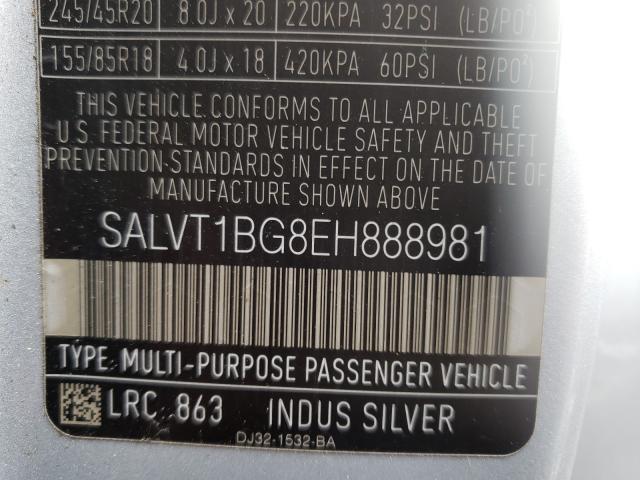 245/45R20 8.0J x 20 220KPA 32PSI (LB/PO²)
155/85R18 4.0J x 18 420KPA 60PSI (LB/PO²)
THIS VEHICLE CONFORMS TO ALL APPLICABLE
U.S. FEDERAL MOTOR VEHICLE SAFETY AND THEFT
PREVENTION STANDARDS IN EFFECT ON THE DATE OF
MANUFACTURE SHOWN ABOVE.
SALVT1BG8EH888981
TYPE: MULTI-PURPOSE PASSENGER VEHICLE
LRC 863 INDUS SILVER
DJ32-1532-BA